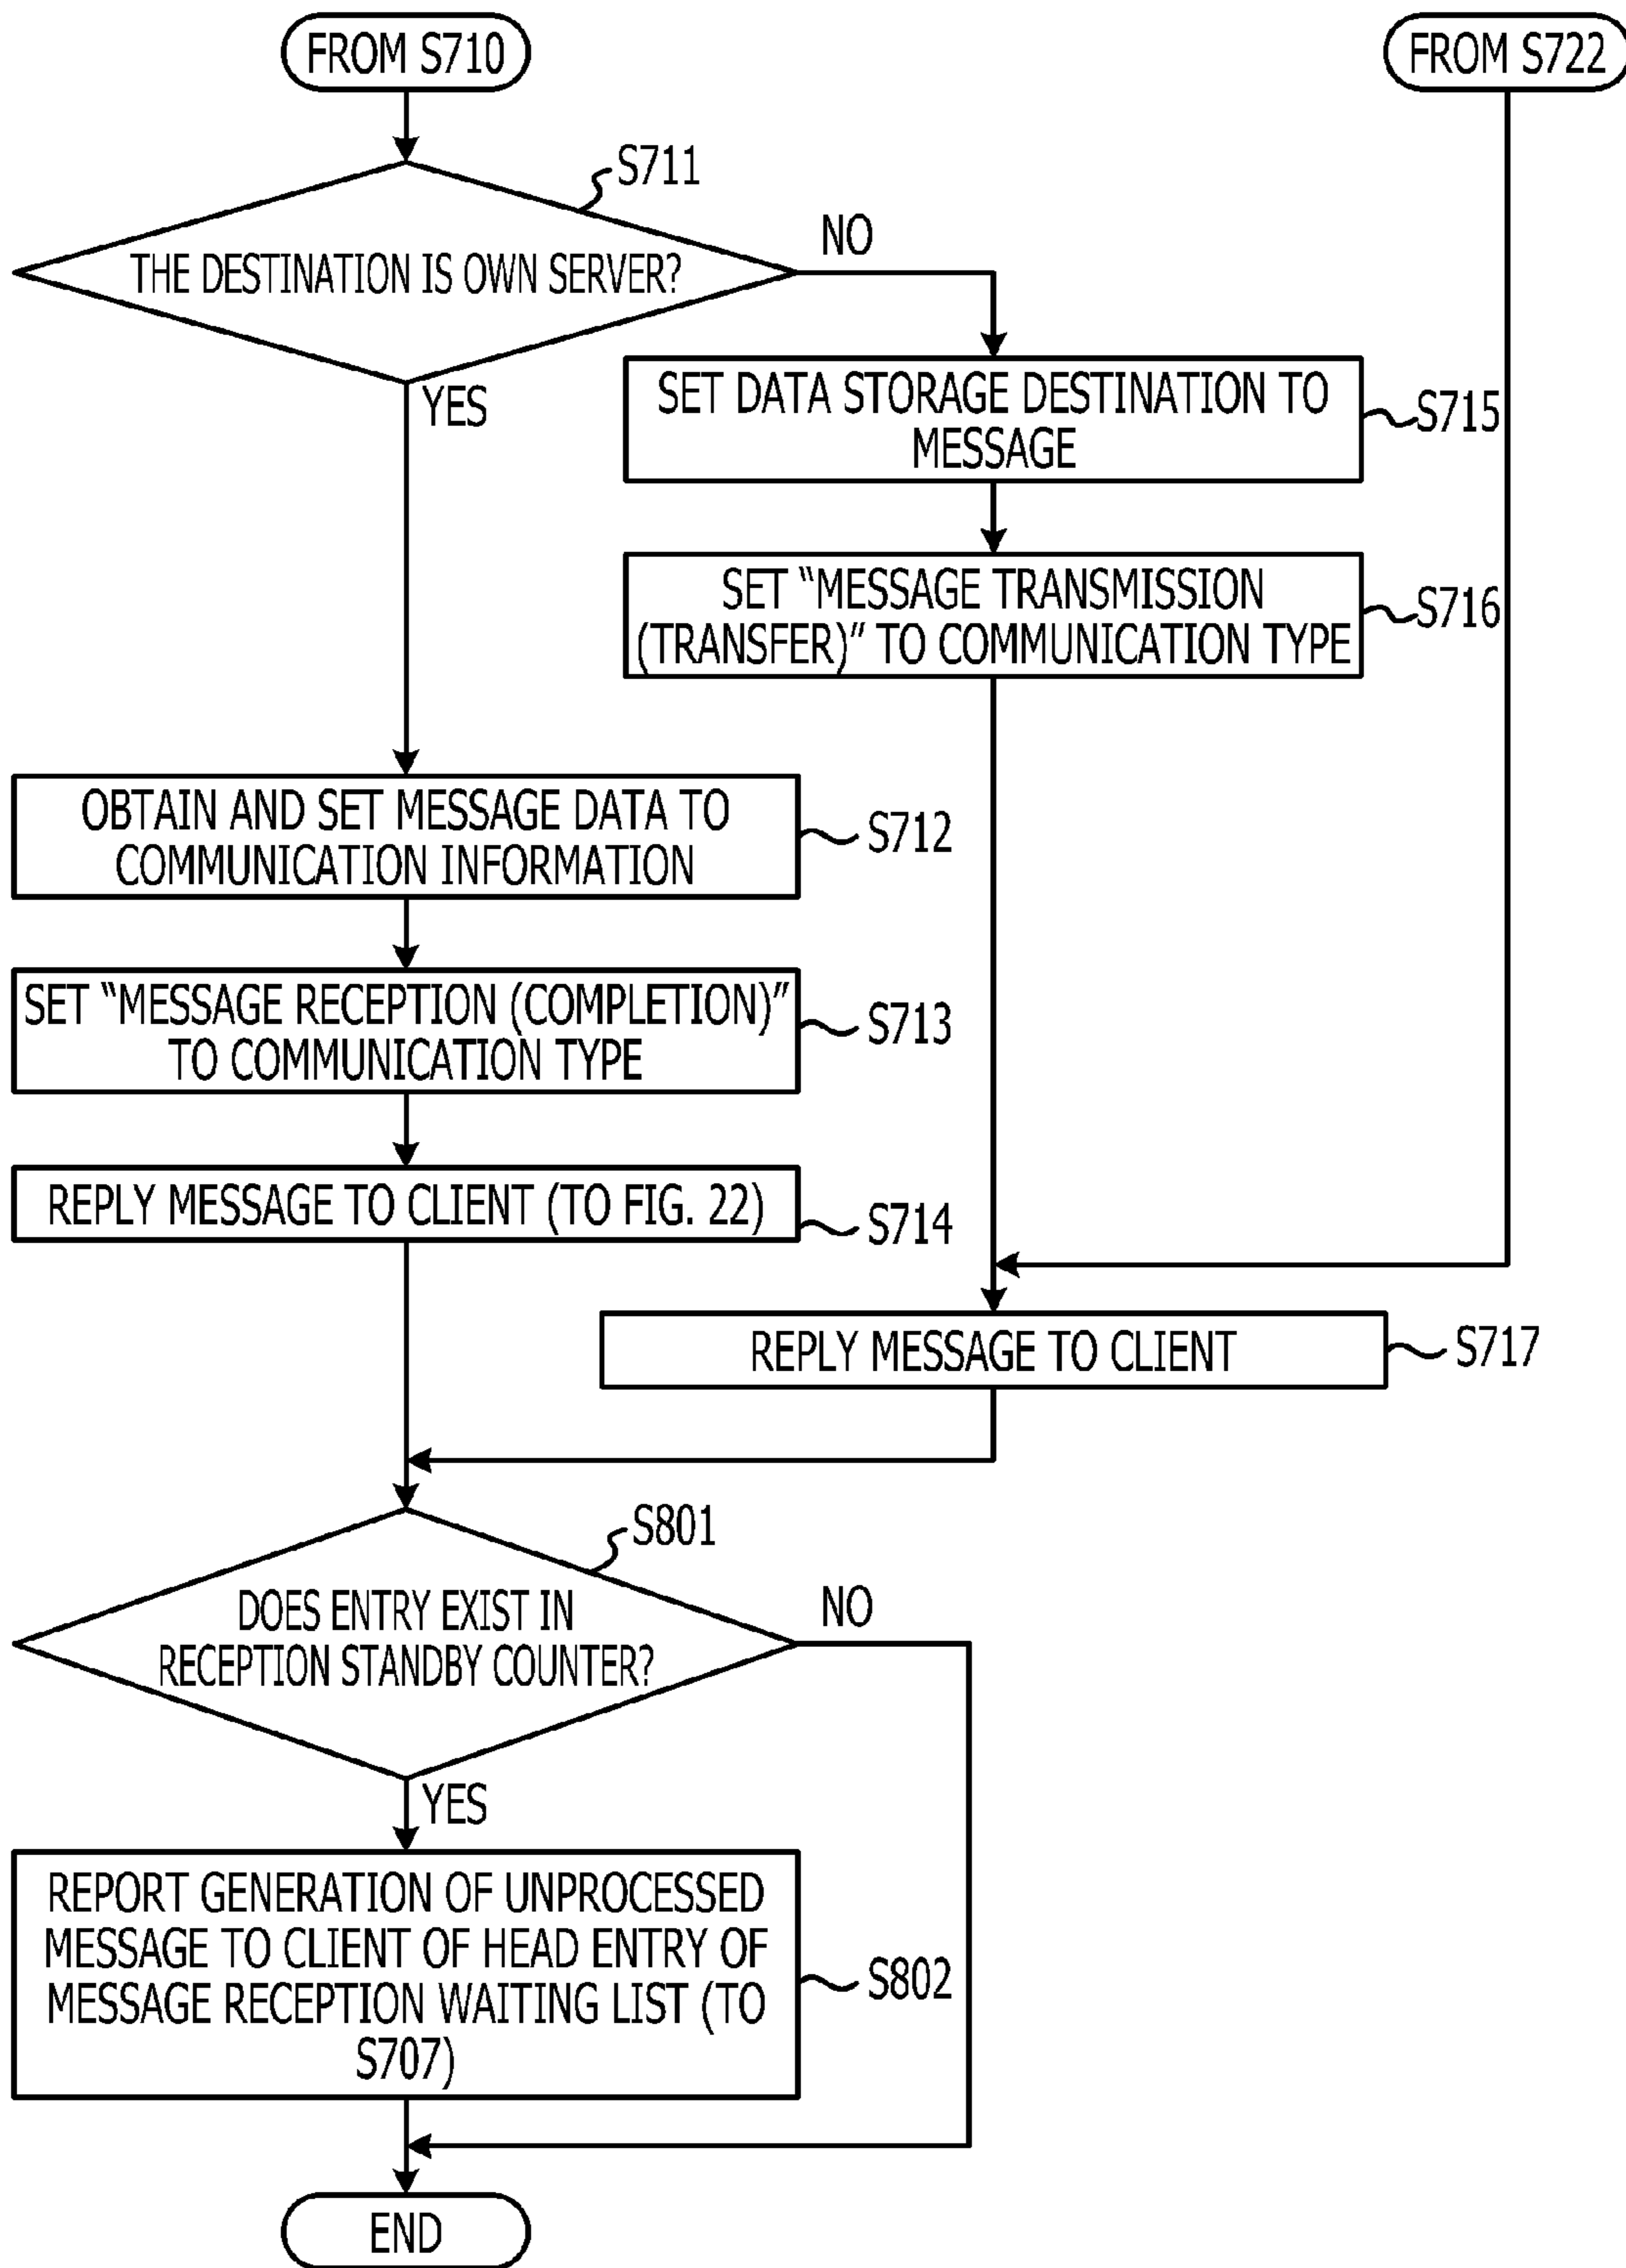 FROM S710
FROM S722
S711
THE DESTINATION IS OWN SERVER?
NO
YES
SET DATA STORAGE DESTINATION TO
MESSAGE
S715
SET “MESSAGE TRANSMISSION
(TRANSFER)” TO COMMUNICATION TYPE
S716
OBTAIN AND SET MESSAGE DATA TO
COMMUNICATION INFORMATION
S712
SET “MESSAGE RECEPTION (COMPLETION)”
TO COMMUNICATION TYPE
S713
REPLY MESSAGE TO CLIENT (TO FIG. 22)
S714
REPLY MESSAGE TO CLIENT
S717
S801
DOES ENTRY EXIST IN
RECEPTION STANDBY COUNTER?
NO
YES
REPORT GENERATION OF UNPROCESSED
MESSAGE TO CLIENT OF HEAD ENTRY OF
MESSAGE RECEPTION WAITING LIST (TO
S707)
S802
END